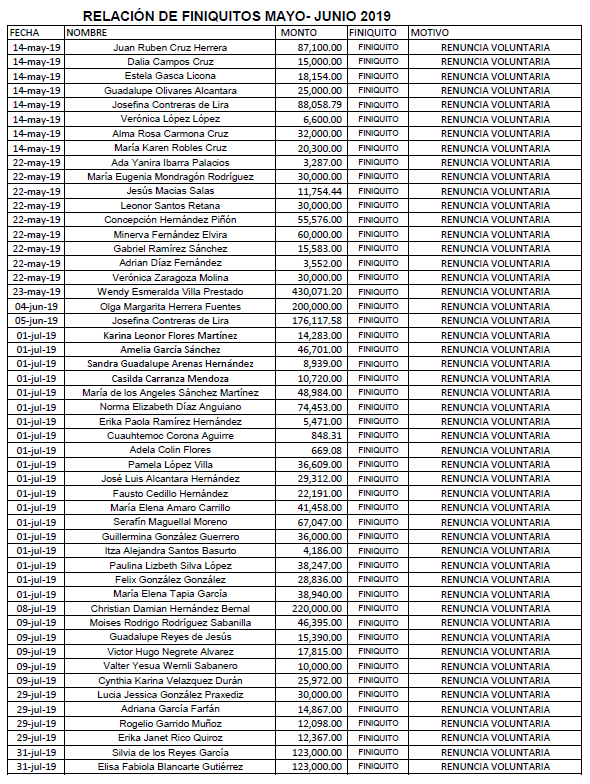 RELACIÓN DE FINIQUITOS MAYO- JUNIO 2019
FECHA NOMBRE MONTO FINIQUITO MOTIVO
14-may-19 Juan Ruben Cruz Herrera 87,100.00 FINIQUITO RENUNCIA VOLUNTARIA
14-may-19 Dalia Campos Cruz 15,000.00 FINIQUITO RENUNCIA VOLUNTARIA
14-may-19 Estela Gasca Licona 18,154.00 FINIQUITO RENUNCIA VOLUNTARIA
14-may-19 Guadalupe Olivares Alcantara 25,000.00 FINIQUITO RENUNCIA VOLUNTARIA
14-may-19 Josefina Contreras de Lira 88,058.79 FINIQUITO RENUNCIA VOLUNTARIA
14-may-19 Verónica López López 6,600.00 FINIQUITO RENUNCIA VOLUNTARIA
14-may-19 Alma Rosa Carmona Cruz 32,000.00 FINIQUITO RENUNCIA VOLUNTARIA
14-may-19 María Karen Robles Cruz 20,300.00 FINIQUITO RENUNCIA VOLUNTARIA
22-may-19 Ada Yanira Ibarra Palacios 3,287.00 FINIQUITO RENUNCIA VOLUNTARIA
22-may-19 María Eugenia Mondragón Rodríguez 30,000.00 FINIQUITO RENUNCIA VOLUNTARIA
22-may-19 Jesús Macias Salas 11,754.44 FINIQUITO RENUNCIA VOLUNTARIA
22-may-19 Leonor Santos Retana 30,000.00 FINIQUITO RENUNCIA VOLUNTARIA
22-may-19 Concepción Hernández Piñón 55,576.00 FINIQUITO RENUNCIA VOLUNTARIA
22-may-19 Minerva Fernández Elvira 60,000.00 FINIQUITO RENUNCIA VOLUNTARIA
22-may-19 Gabriel Ramírez Sánchez 15,583.00 FINIQUITO RENUNCIA VOLUNTARIA
22-may-19 Adrian Díaz Fernández 3,552.00 FINIQUITO RENUNCIA VOLUNTARIA
22-may-19 Verónica Zaragoza Molina 30,000.00 FINIQUITO RENUNCIA VOLUNTARIA
23-may-19 Wendy Esmeralda Villa Prestado 430,071.20 FINIQUITO RENUNCIA VOLUNTARIA
04-jun-19 Olga Margarita Herrera Fuentes 200,000.00 FINIQUITO RENUNCIA VOLUNTARIA
05-jun-19 Josefina Contreras de Lira 176,117.58 FINIQUITO RENUNCIA VOLUNTARIA
01-jul-19 Karina Leonor Flores Martínez 14,283.00 FINIQUITO RENUNCIA VOLUNTARIA
01-jul-19 Amelia García Sánchez 46,701.00 FINIQUITO RENUNCIA VOLUNTARIA
01-jul-19 Sandra Guadalupe Arenas Hernández 8,939.00 FINIQUITO RENUNCIA VOLUNTARIA
01-jul-19 Casilda Carranza Mendoza 10,720.00 FINIQUITO RENUNCIA VOLUNTARIA
01-jul-19 María de los Angeles Sánchez Martínez 48,984.00 FINIQUITO RENUNCIA VOLUNTARIA
01-jul-19 Norma Elizabeth Díaz Anguiano 74,453.00 FINIQUITO RENUNCIA VOLUNTARIA
01-jul-19 Erika Paola Ramírez Hernández 5,471.00 FINIQUITO RENUNCIA VOLUNTARIA
01-jul-19 Cuauhtemoc Corona Aguirre 848.31 FINIQUITO RENUNCIA VOLUNTARIA
01-jul-19 Adela Colin Flores 669.08 FINIQUITO RENUNCIA VOLUNTARIA
01-jul-19 Pamela López Villa 36,609.00 FINIQUITO RENUNCIA VOLUNTARIA
01-jul-19 José Luis Alcantara Hernández 29,312.00 FINIQUITO RENUNCIA VOLUNTARIA
01-jul-19 Fausto Cedillo Hernández 22,191.00 FINIQUITO RENUNCIA VOLUNTARIA
01-jul-19 María Elena Amaro Carrillo 41,458.00 FINIQUITO RENUNCIA VOLUNTARIA
01-jul-19 Serafín Maguellal Moreno 67,047.00 FINIQUITO RENUNCIA VOLUNTARIA
01-jul-19 Guillermina González Guerrero 36,000.00 FINIQUITO RENUNCIA VOLUNTARIA
01-jul-19 Itza Alejandra Santos Basurto 4,186.00 FINIQUITO RENUNCIA VOLUNTARIA
01-jul-19 Paulina Lizbeth Silva López 38,247.00 FINIQUITO RENUNCIA VOLUNTARIA
01-jul-19 Felix González González 28,836.00 FINIQUITO RENUNCIA VOLUNTARIA
01-jul-19 María Elena Tapia García 38,940.00 FINIQUITO RENUNCIA VOLUNTARIA
08-jul-19 Christian Damian Hernández Bernal 220,000.00 FINIQUITO RENUNCIA VOLUNTARIA
09-jul-19 Moises Rodrigo Rodríguez Sabanilla 46,395.00 FINIQUITO RENUNCIA VOLUNTARIA
09-jul-19 Guadalupe Reyes de Jesús 15,390.00 FINIQUITO RENUNCIA VOLUNTARIA
09-jul-19 Victor Hugo Negrete Alvarez 17,815.00 FINIQUITO RENUNCIA VOLUNTARIA
09-jul-19 Valter Yesua Wernli Sabanero 10,000.00 FINIQUITO RENUNCIA VOLUNTARIA
09-jul-19 Cynthia Karina Velazquez Durán 25,972.00 FINIQUITO RENUNCIA VOLUNTARIA
29-jul-19 Lucia Jessica González Praxediz 30,000.00 FINIQUITO RENUNCIA VOLUNTARIA
29-jul-19 Adriana García Farfán 14,867.00 FINIQUITO RENUNCIA VOLUNTARIA
29-jul-19 Rogelio Garrido Muñoz 12,098.00 FINIQUITO RENUNCIA VOLUNTARIA
29-jul-19 Erika Janet Rico Quiroz 12,367.00 FINIQUITO RENUNCIA VOLUNTARIA
31-jul-19 Silvia de los Reyes García 123,000.00 FINIQUITO RENUNCIA VOLUNTARIA
31-jul-19 Elisa Fabiola Blancarte Gutiérrez 123,000.00 FINIQUITO RENUNCIA VOLUNTARIA